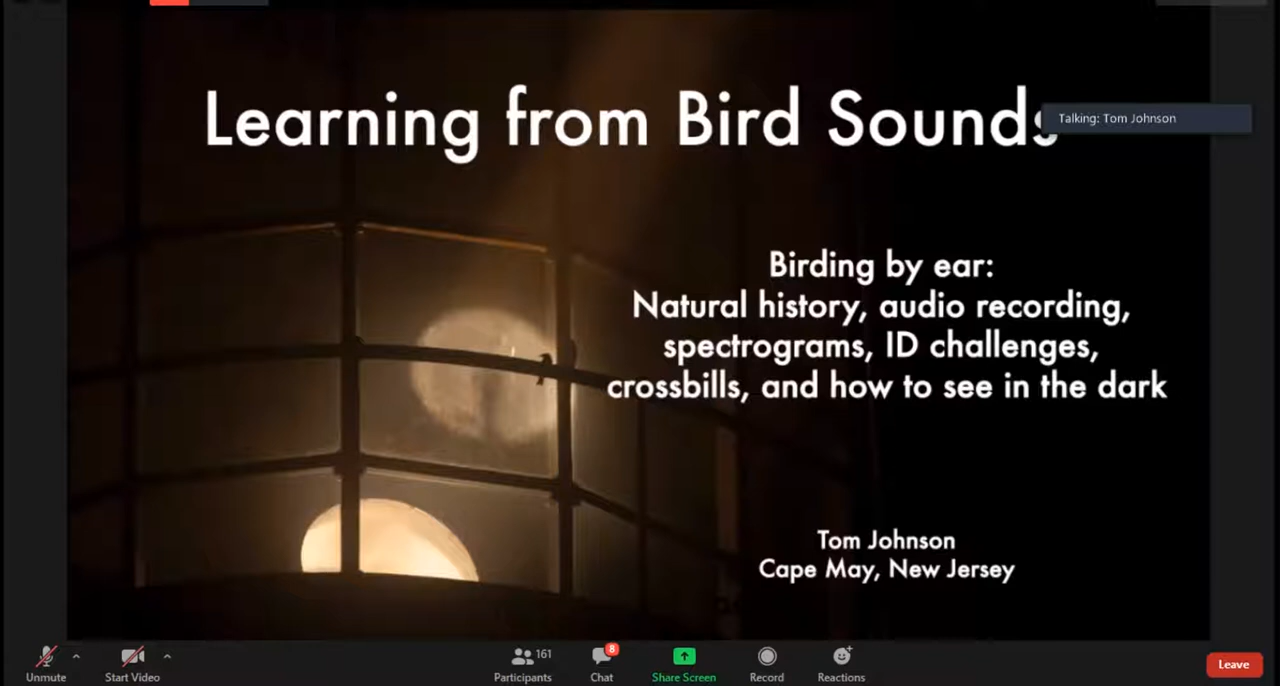 Learning from Bird Sounds
Talking: Tom Johnson
Birding by ear:
Natural history, audio recording,
spectrograms, ID challenges,
crossbills, and how to see in the dark
Tom Johnson
Cape May, New Jersey
161
8
Unmute
Start Video
Participants
Chat
Share Screen
Record
Reactions
Leave